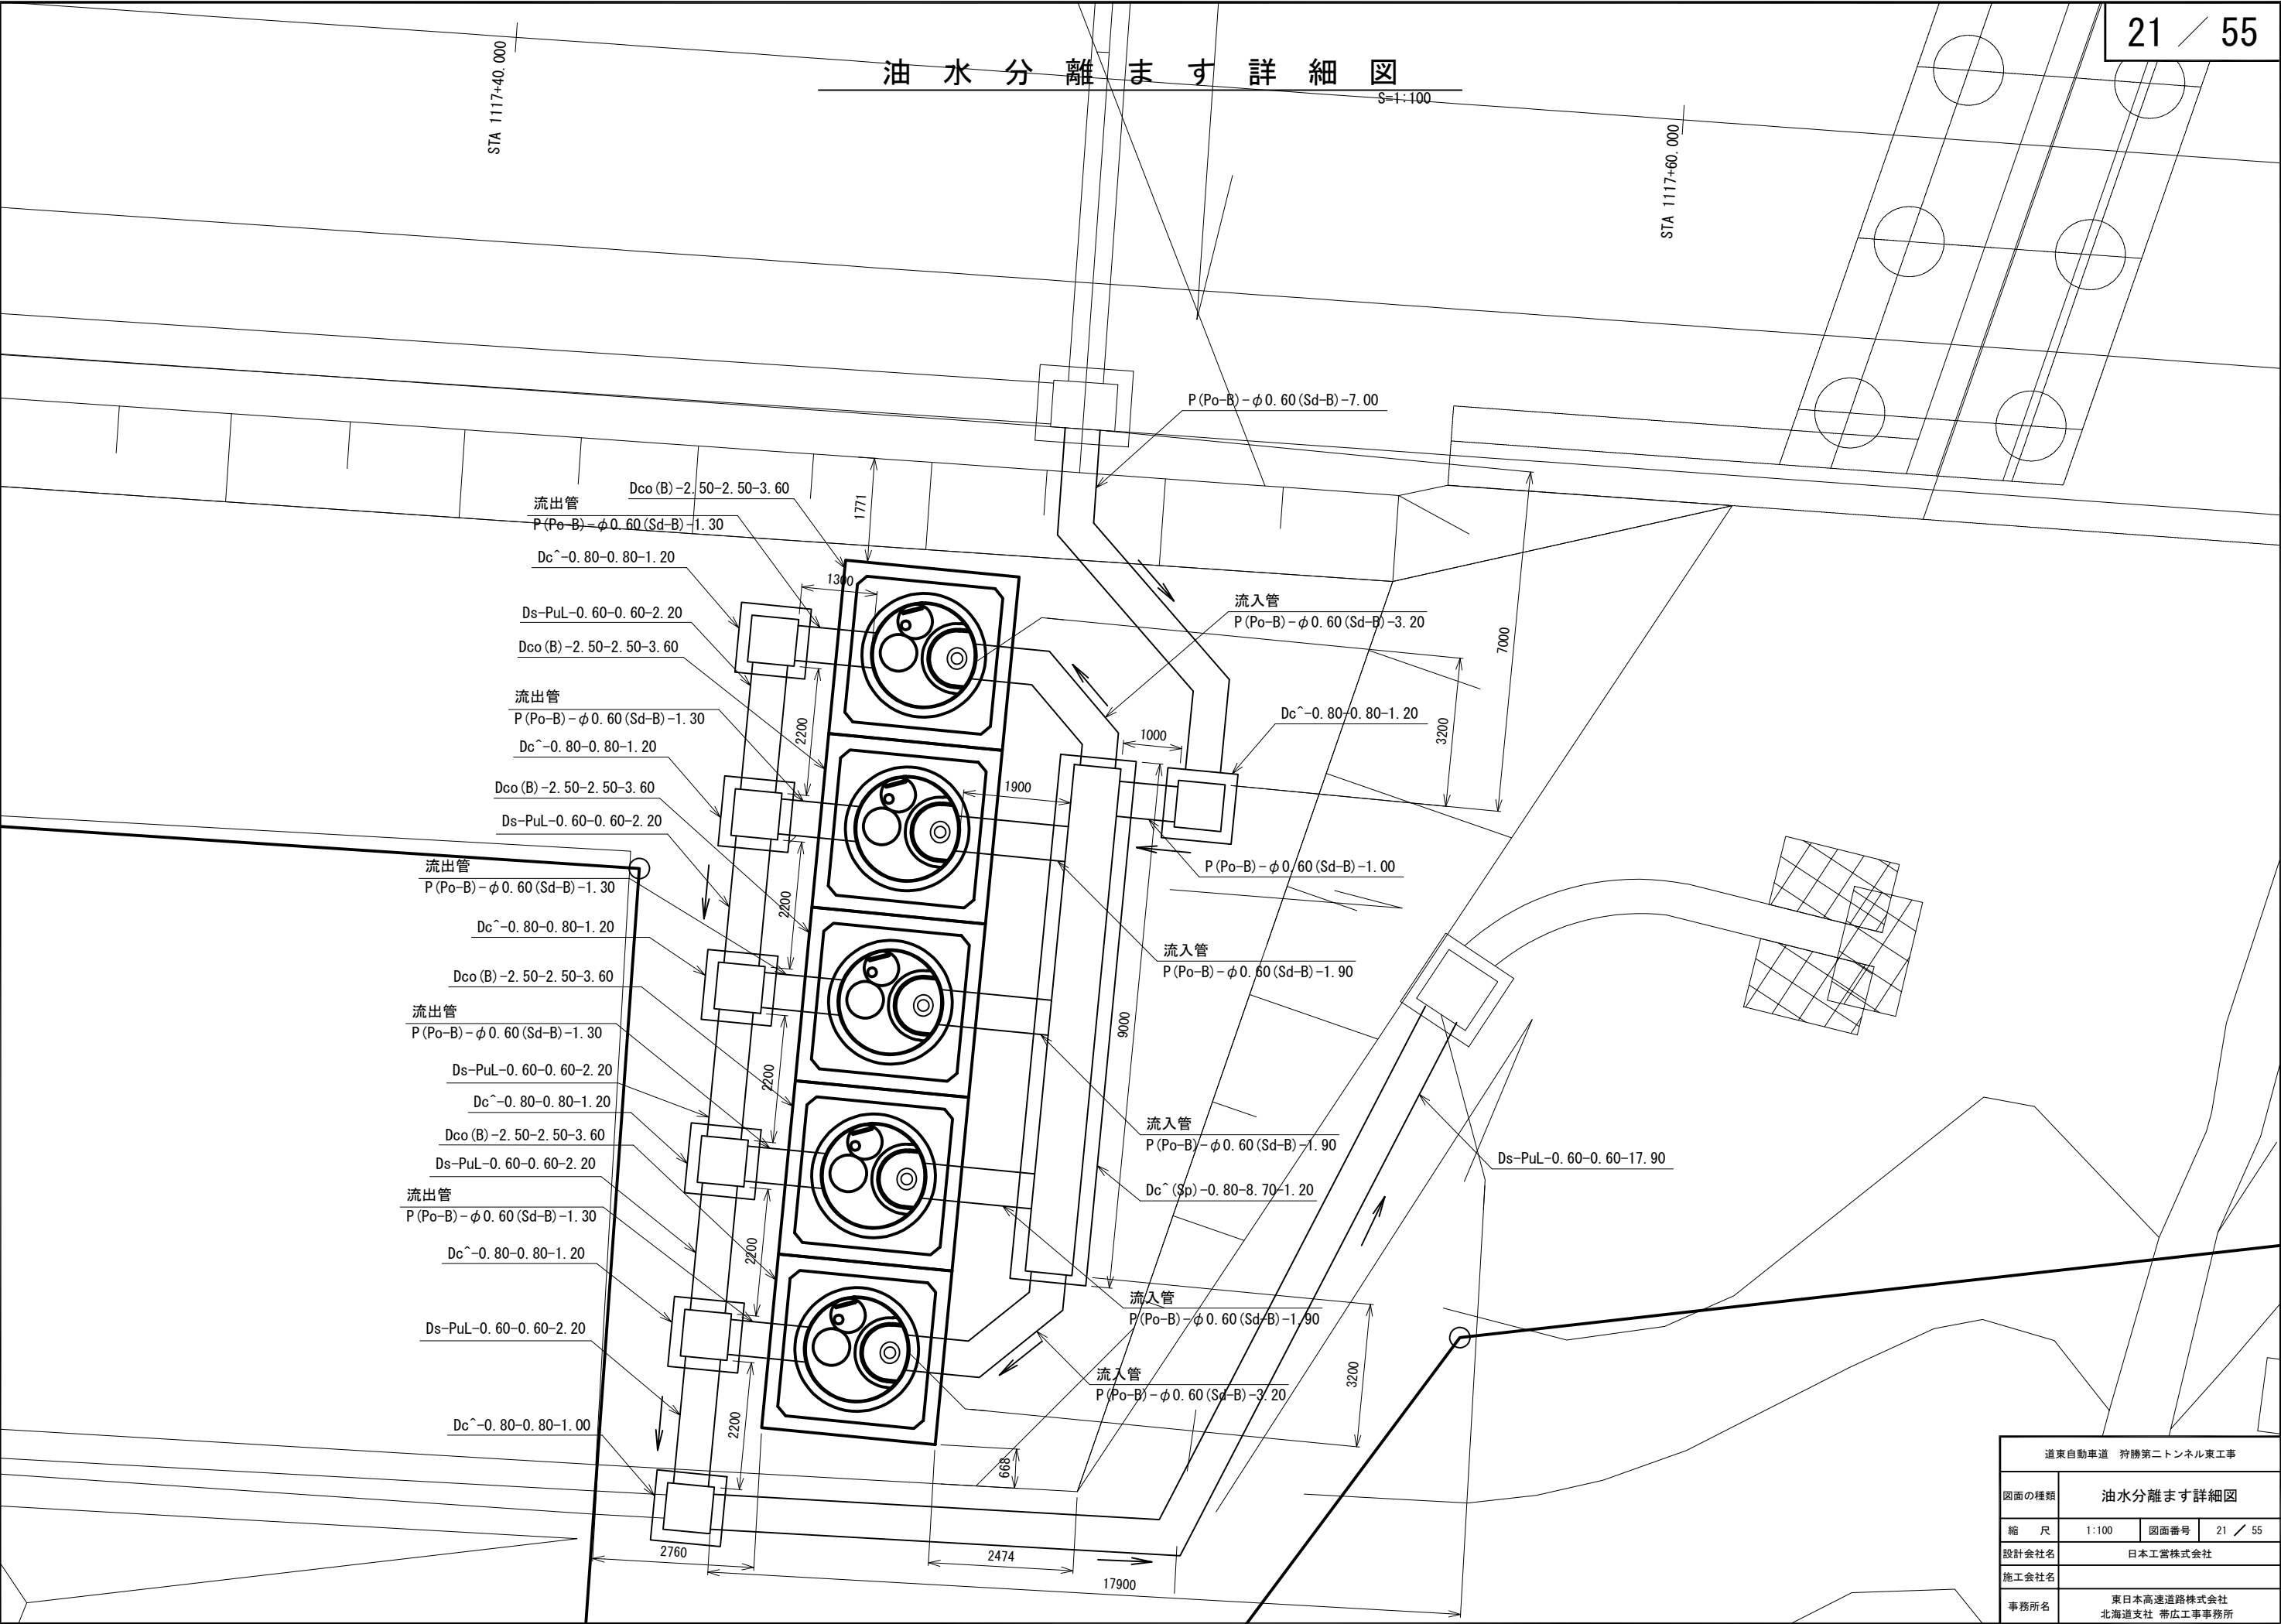 21 / 55
油水分離ます詳細図
S=1:100
STA 1117+40.000
STA 1117+60.000
P(Po-B)-φ0.60(Sd-B)-7.00
Dco(B)-2.50-2.50-3.60
流出管
P(Po-B)-φ0.60(Sd-B)-1.30
1771
Dc^-0.80-0.80-1.20
1300
Ds-PuL-0.60-0.60-2.20
流入管
P(Po-B)-φ0.60(Sd-B)-3.20
7000
Dco(B)-2.50-2.50-3.60
流出管
P(Po-B)-φ0.60(Sd-B)-1.30
2200
Dc^-0.80-0.80-1.20
3200
1000
Dc^-0.80-0.80-1.20
Dco(B)-2.50-2.50-3.60
1900
Ds-PuL-0.60-0.60-2.20
流出管
P(Po-B)-φ0.60(Sd-B)-1.30
P(Po-B)-φ0.60(Sd-B)-1.00
2200
Dc^-0.80-0.80-1.20
流入管
P(Po-B)-φ0.60(Sd-B)-1.90
Dco(B)-2.50-2.50-3.60
流出管
P(Po-B)-φ0.60(Sd-B)-1.30
9000
Ds-PuL-0.60-0.60-2.20
2200
Dc^-0.80-0.80-1.20
流入管
P(Po-B)-φ0.60(Sd-B)-1.90
Dco(B)-2.50-2.50-3.60
Ds-PuL-0.60-0.60-2.20
Ds-PuL-0.60-0.60-17.90
流出管
P(Po-B)-φ0.60(Sd-B)-1.30
Dc^(Sp)-0.80-8.70-1.20
Dc^-0.80-0.80-1.20
2200
流入管
P(Po-B)-φ0.60(Sd-B)-1.90
Ds-PuL-0.60-0.60-2.20
流入管
P(Po-B)-φ0.60(Sd-B)-3.20
3200
Dc^-0.80-0.80-1.00
2200
668
2760
2474
17900
道東自動車道 狩勝第二トンネル東工事
図面の種類 油水分離ます詳細図
縮尺 1:100 図面番号 21 / 55
設計会社名 日本工営株式会社
施工会社名
事務所名 東日本高速道路株式会社
北海道支社 帯広工事事務所